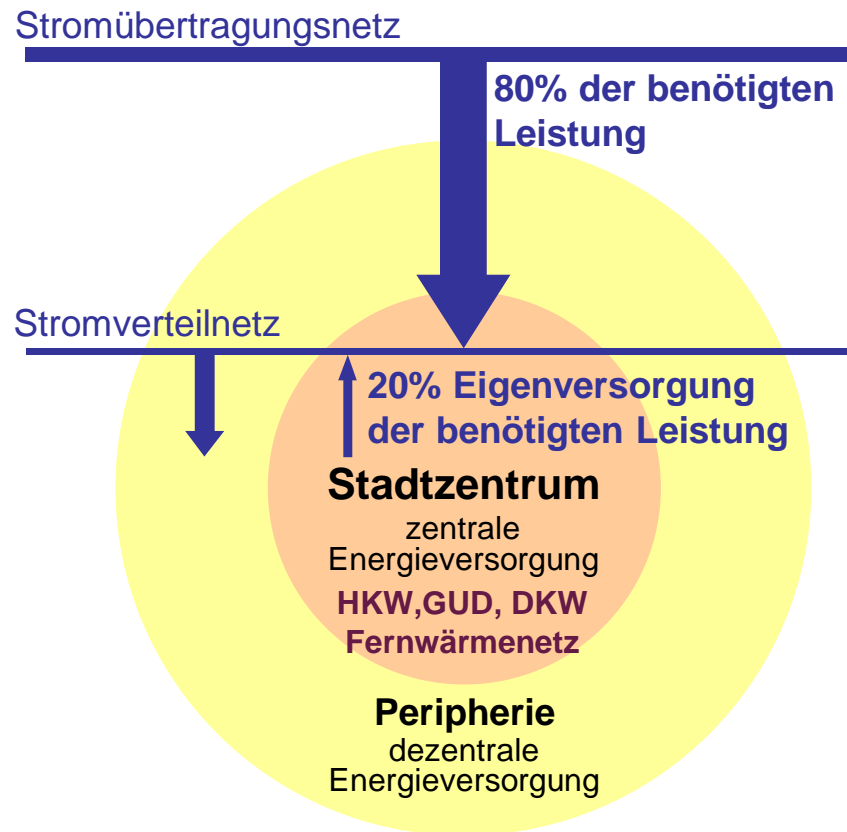 Stromübertragungsnetz
80% der benötigten
Leistung
Stromverteilnetz
20% Eigenversorgung
der benötigten Leistung
Stadtzentrum
zentrale
Energieversorgung
HKW,GUD, DKW
Fernwärmenetz
Peripherie
dezentrale
Energieversorgung